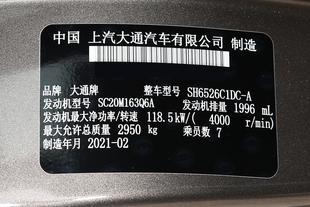 中国 上汽大通汽车有限公司 制造
品牌 大通牌 整车型号 SH6526C1DC-A
发动机型号 SC20M163Q6A 发动机排量 1996 mL
发动机最大净功率/转速 118.5 kW( 4000 r/min)
最大允许总质量 2950 kg 乘员数 7
制造年月 2021-02